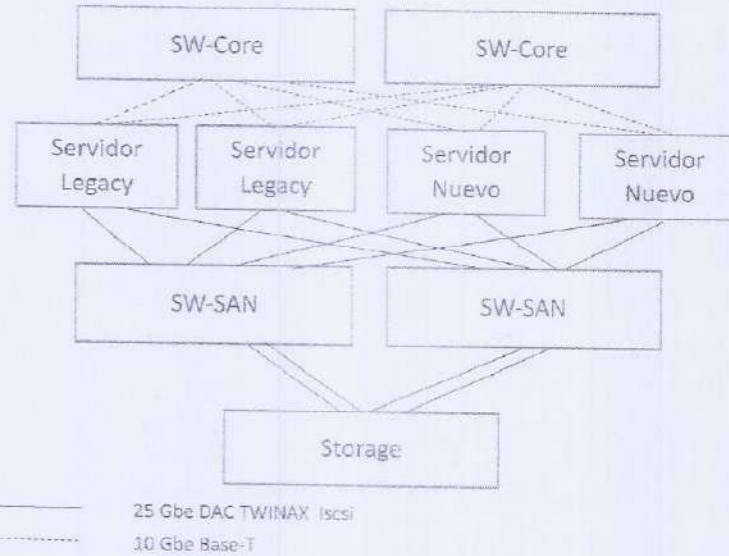 SW-Core
SW-Core
Servidor
Legacy
Servidor
Legacy
Servidor
Nuevo
Servidor
Nuevo
SW-SAN
SW-SAN
Storage
25 Gbe DAC TWINAX Iscsi
10 Gbe Base-T